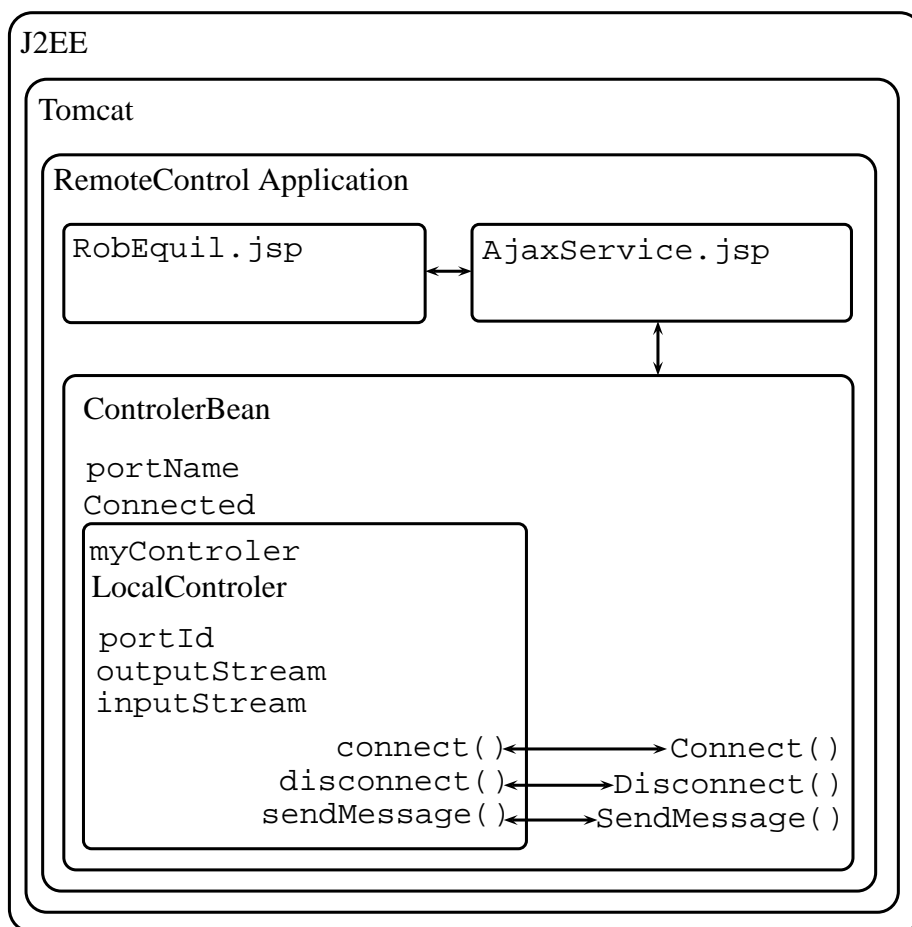 J2EE
Tomcat
RemoteControl Application
RobEquil.jsp
AjaxService.jsp
ControlerBean
portName
Connected
myControler
LocalControler
portId
outputStream
inputStream
connect() Connect()
disconnect() Disconnect()
sendMessage() SendMessage()